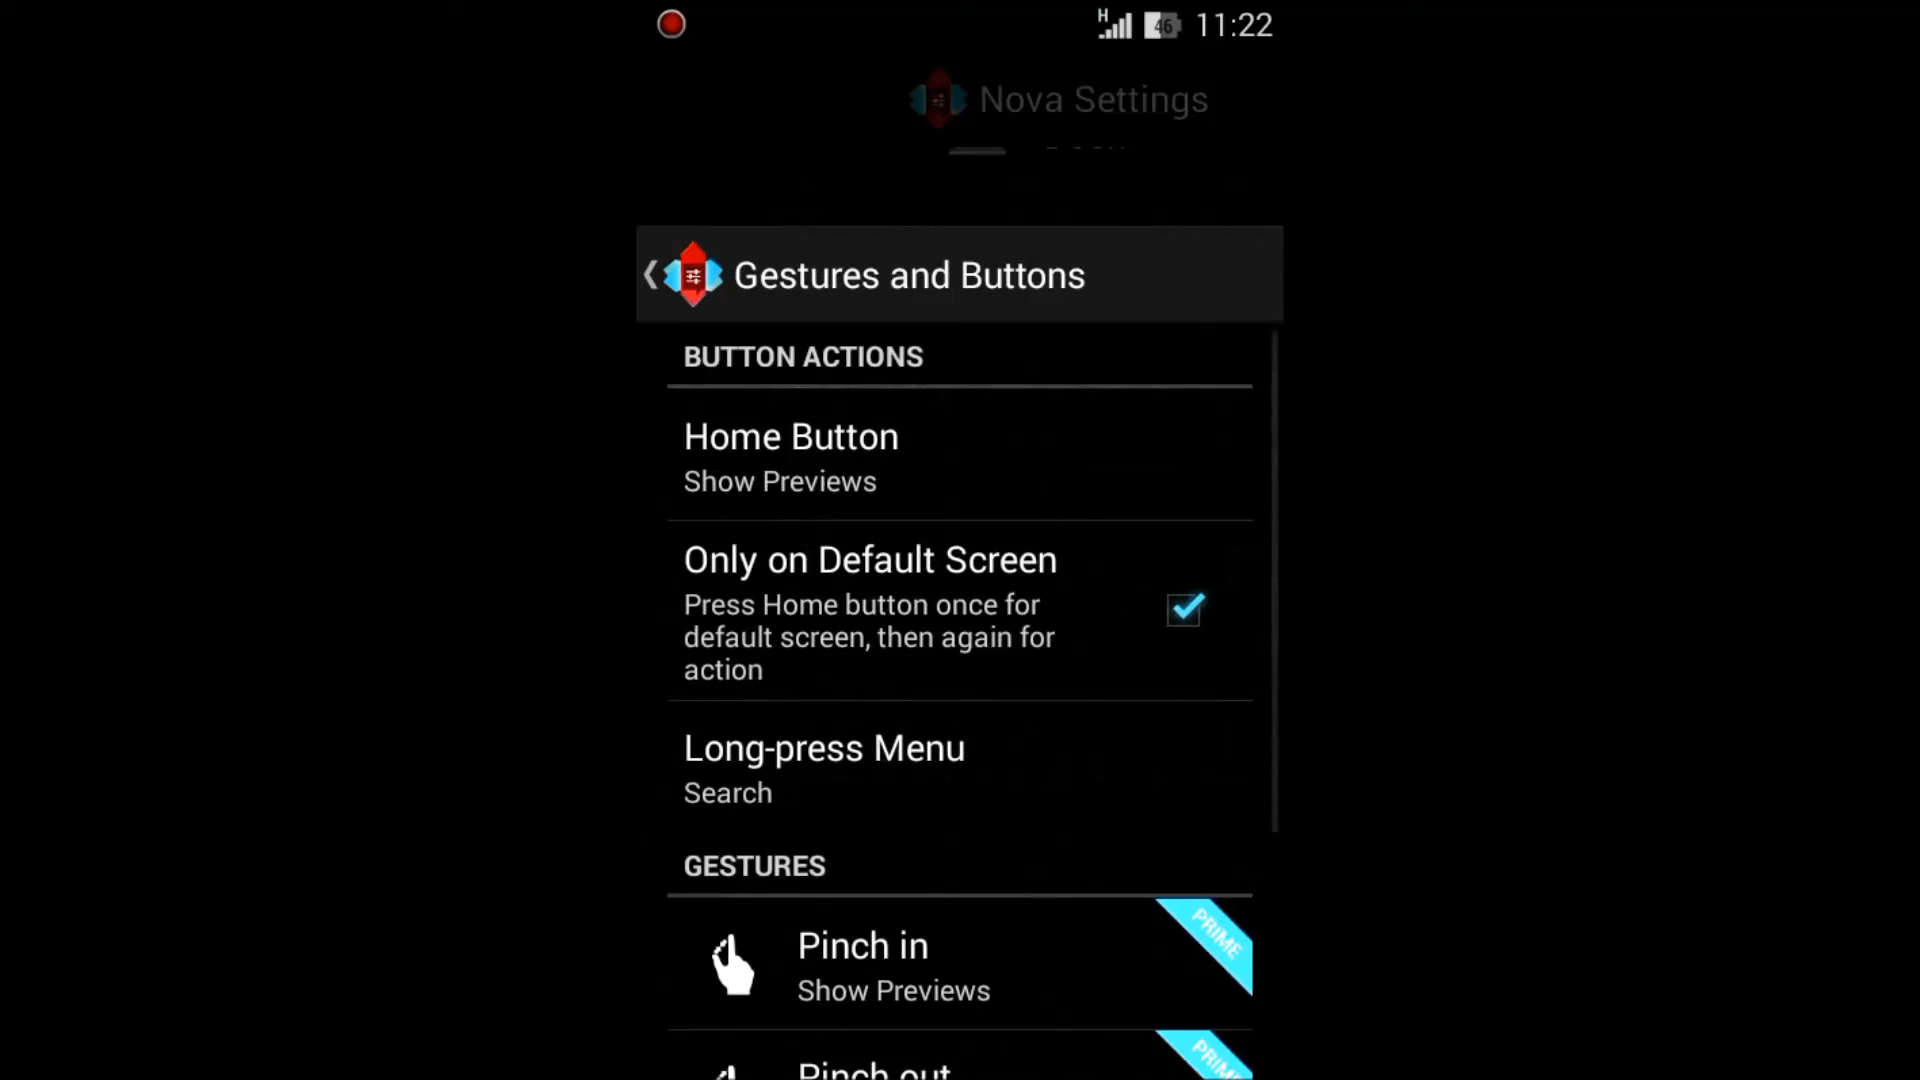 H
46 11:22
Nova Settings
Gestures and Buttons
BUTTON ACTIONS
Home Button
Show Previews
Only on Default Screen
Press Home button once for
default screen, then again for
action
Long-press Menu
Search
GESTURES
PRIME
Pinch in
Show Previews
PRIME
Pinch out